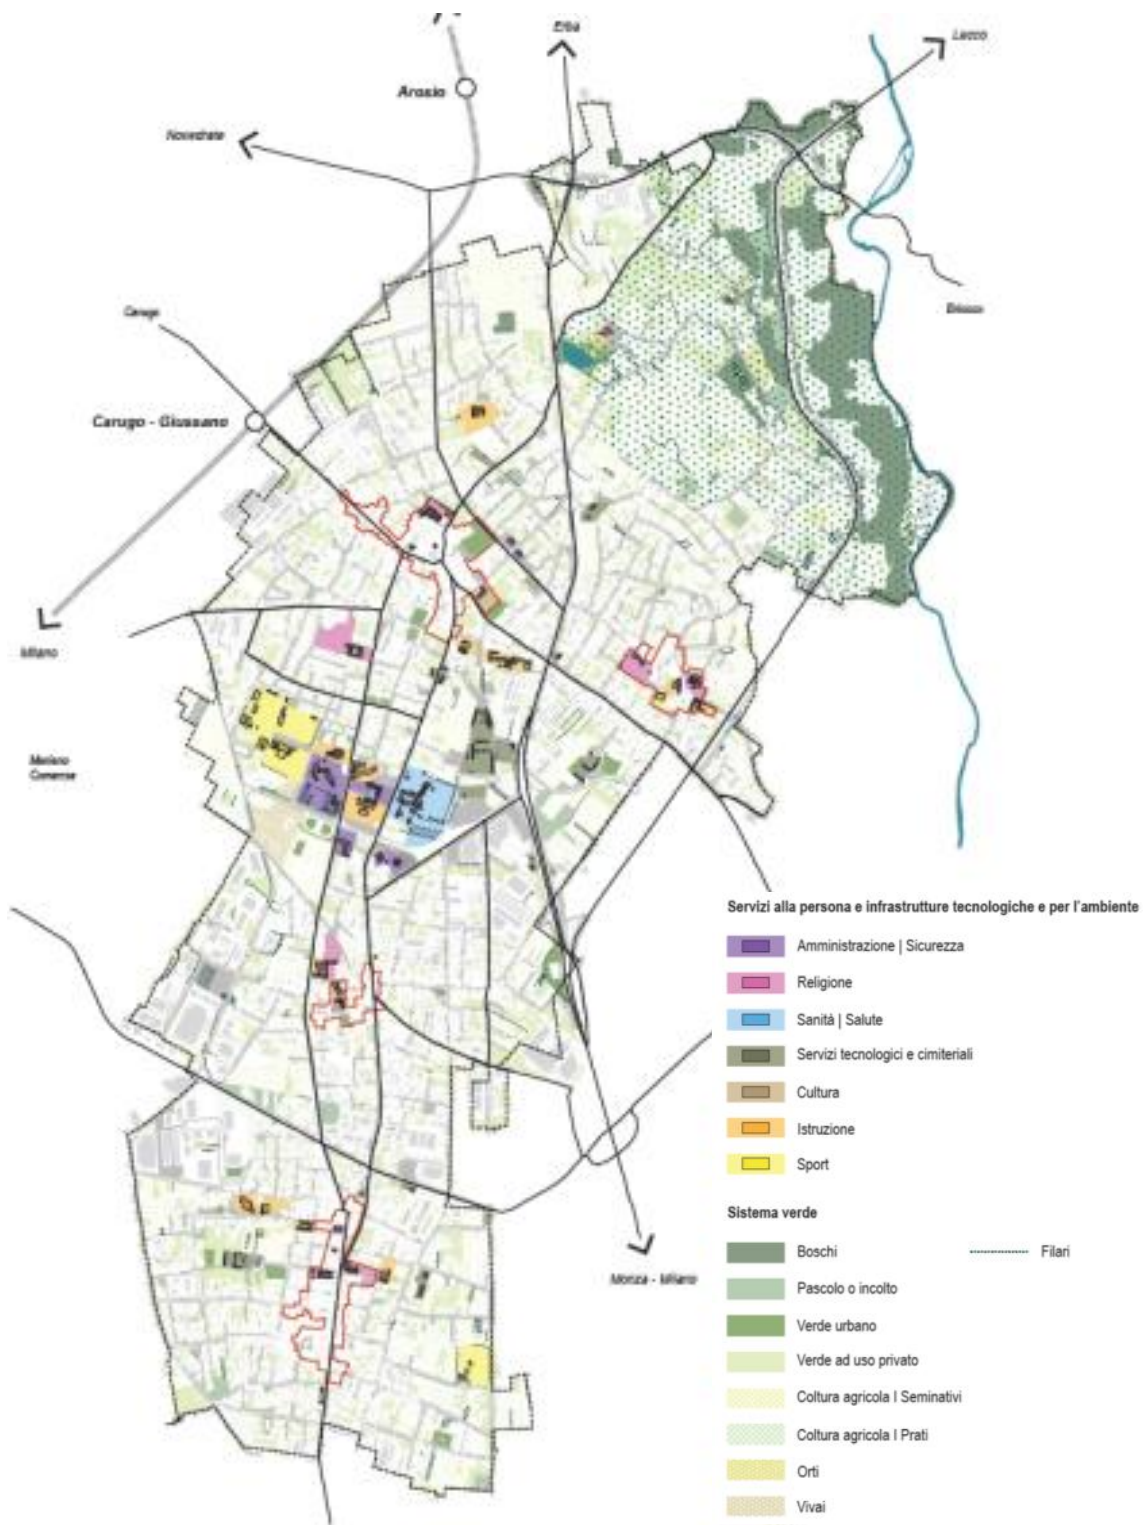 Erba
Lecco
Arosio
Novedrate
Carugo
Briosco
Carugo - Giussano
Milano
Mariano
Comense
Monza - Milano
Servizi alla persona e infrastrutture tecnologiche e per l'ambiente
Amministrazione | Sicurezza
Religione
Sanità | Salute
Servizi tecnologici e cimiteriali
Cultura
Istruzione
Sport
Sistema verde
Boschi
Filari
Pascolo o incolto
Verde urbano
Verde ad uso privato
Coltura agricola I Seminativi
Coltura agricola I Prati
Orti
Vivai